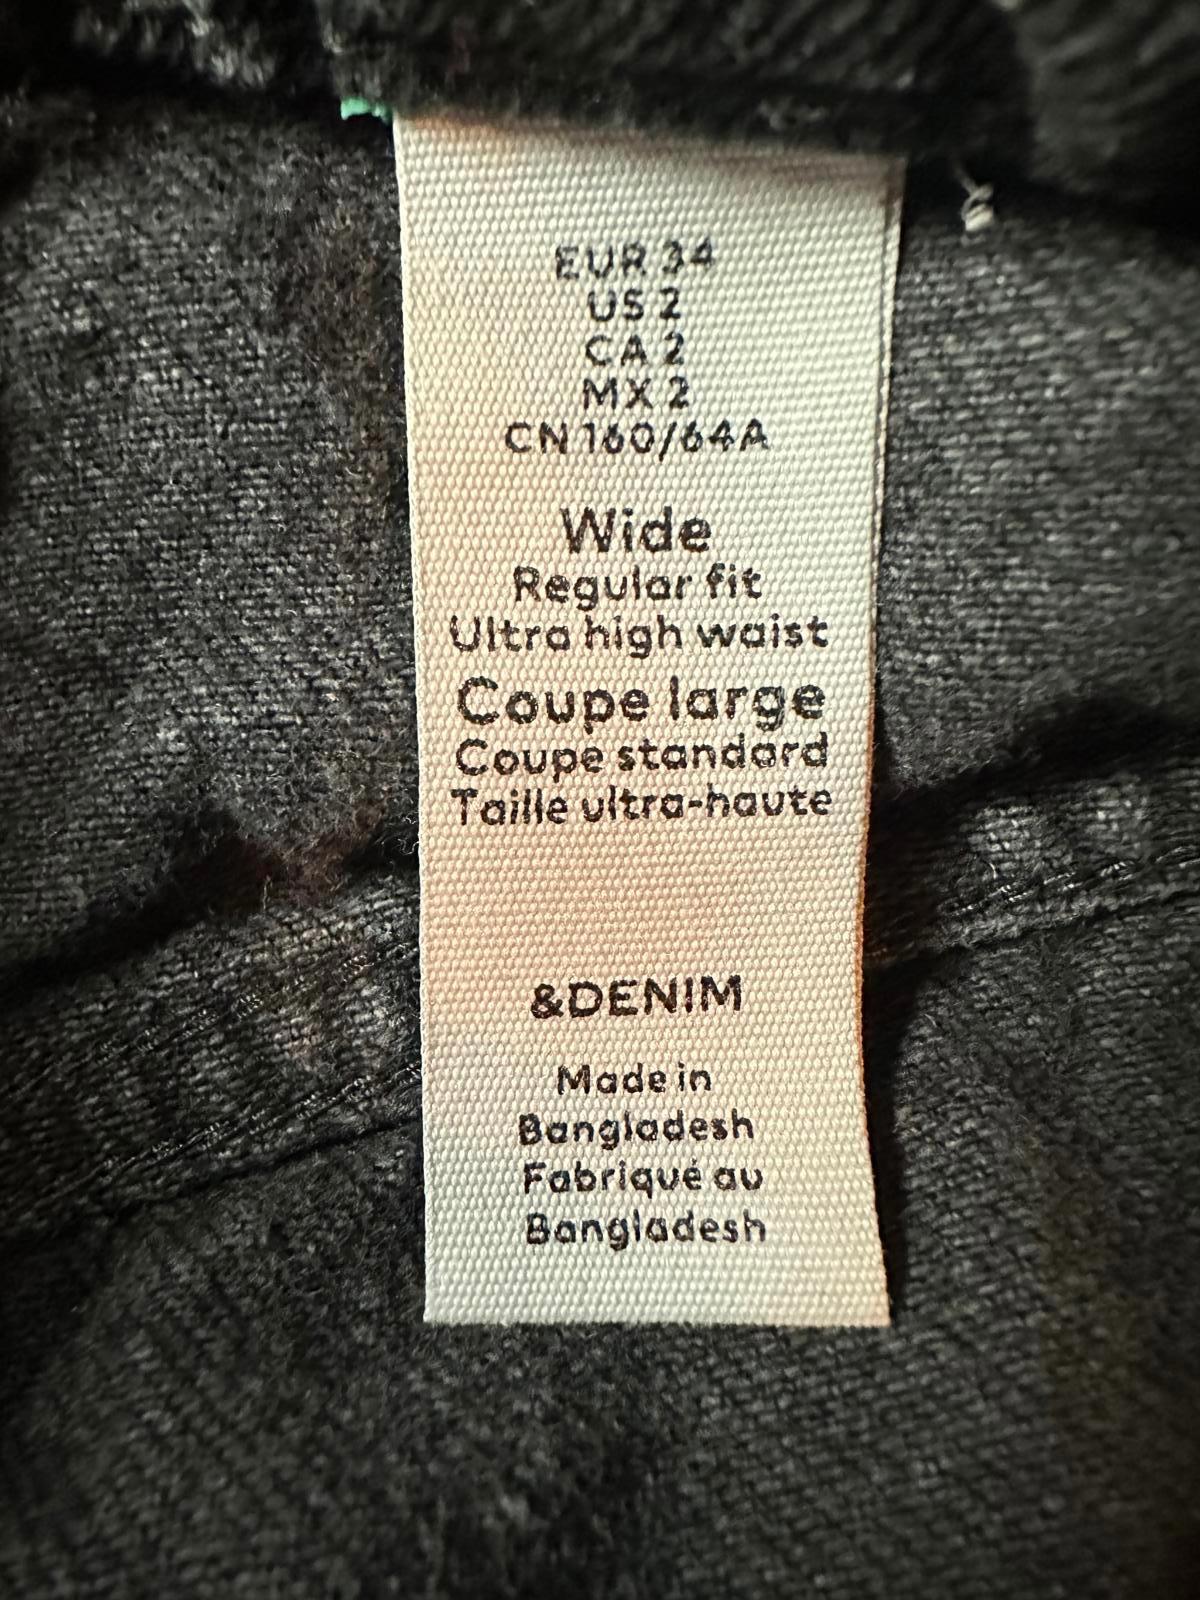 EUR 34
US 2
CA 2
MX 2
CN 160/64A
Wide
Regular fit
Ultra high waist
Coupe large
Coupe standard
Taille ultra-haute
&DENIM
Made in
Bangladesh
Fabriqué au
Bangladesh